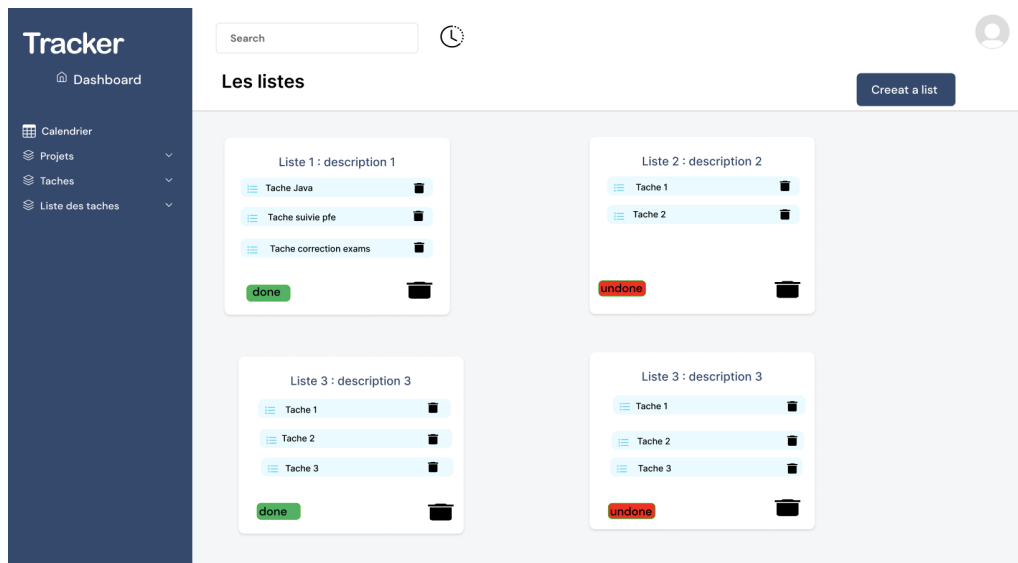 Tracker
Dashboard
Calendrier
Projets
Taches
Liste des taches
Search
Les listes
Creeat a list
Liste 1 : description 1
Tache Java
Tache suivie pfe
Tache correction exams
done
Liste 2 : description 2
Tache 1
Tache 2
undone
Liste 3 : description 3
Tache 1
Tache 2
Tache 3
done
Liste 3 : description 3
Tache 1
Tache 2
Tache 3
undone